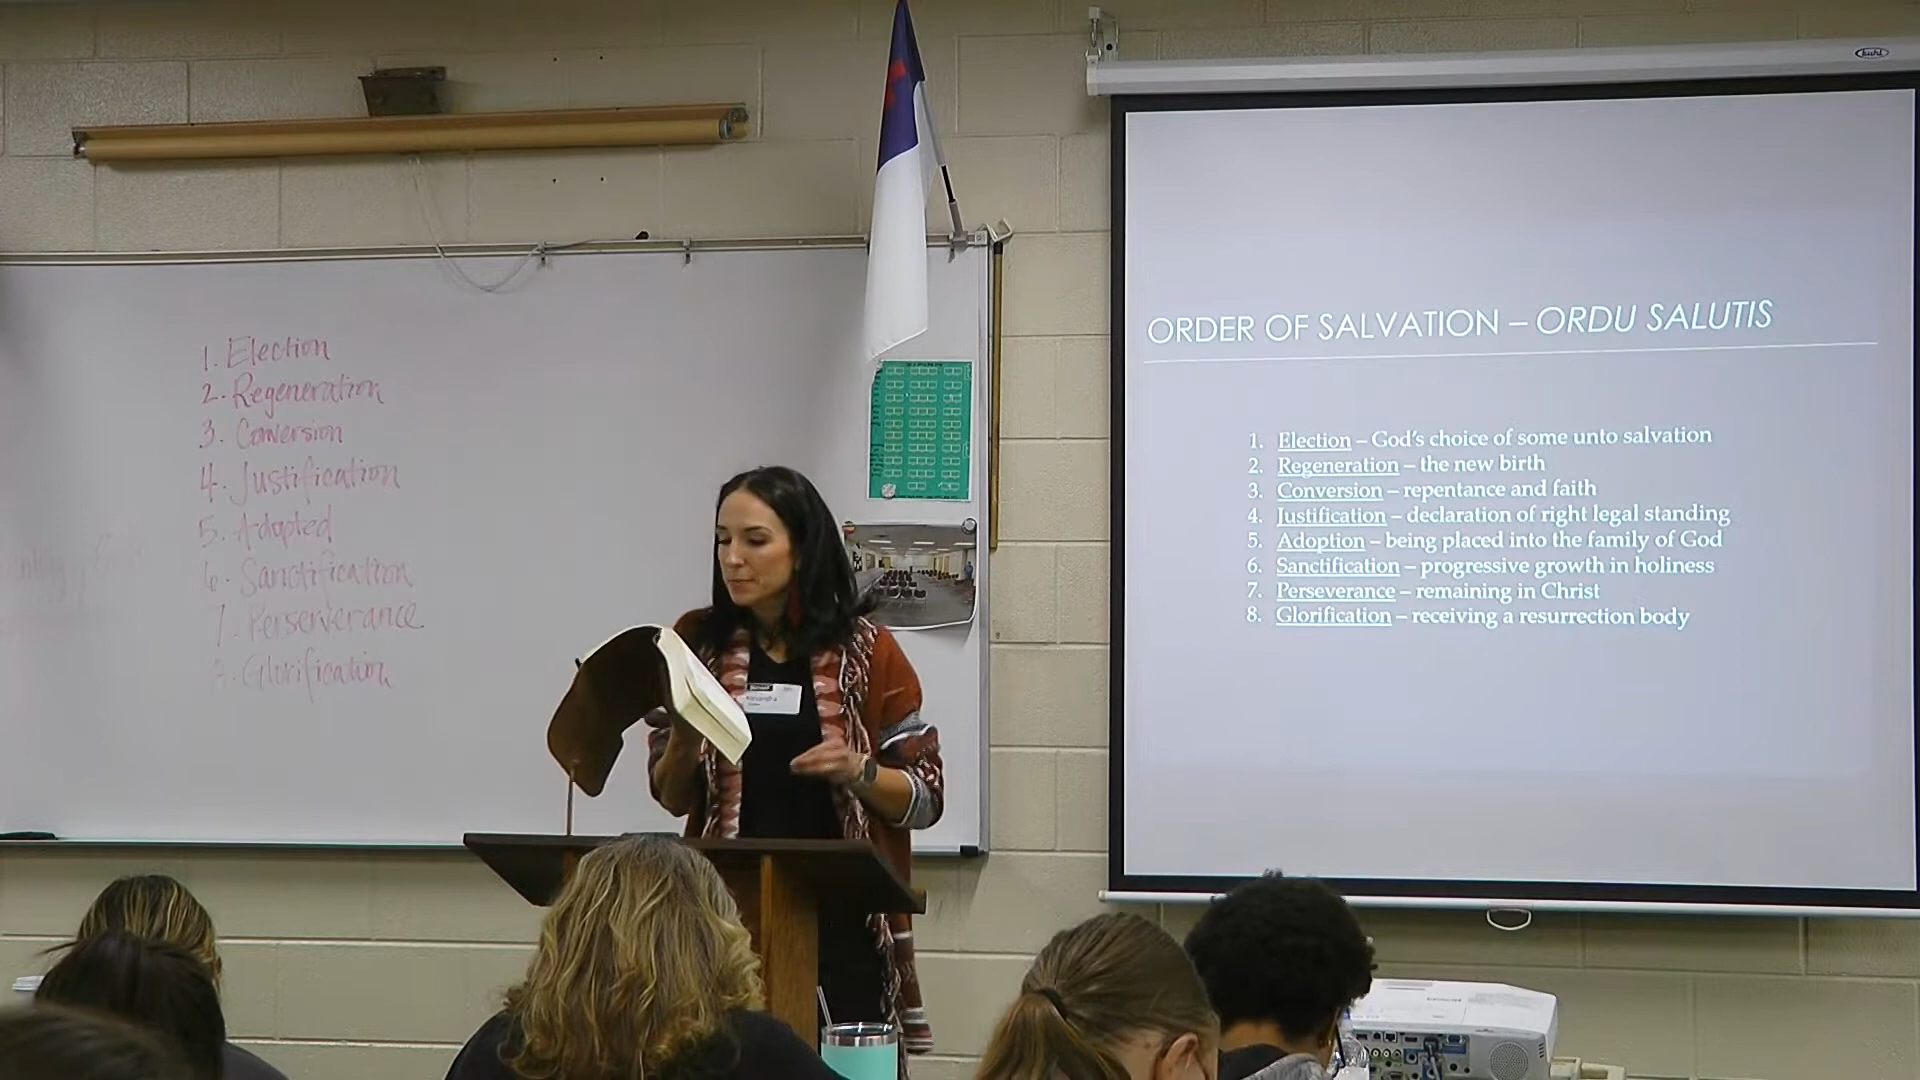 1. Election
2. Regeneration
3. Conversion
4. Justification
5. Adopted
6. Sanctification
7. Perserverance
8. Glorification
ORDER OF SALVATION – ORDU SALUTIS
1. Election – God's choice of some unto salvation
2. Regeneration – the new birth
3. Conversion – repentance and faith
4. Justification – declaration of right legal standing
5. Adoption – being placed into the family of God
6. Sanctification – progressive growth in holiness
7. Perseverance – remaining in Christ
8. Glorification – receiving a resurrection body